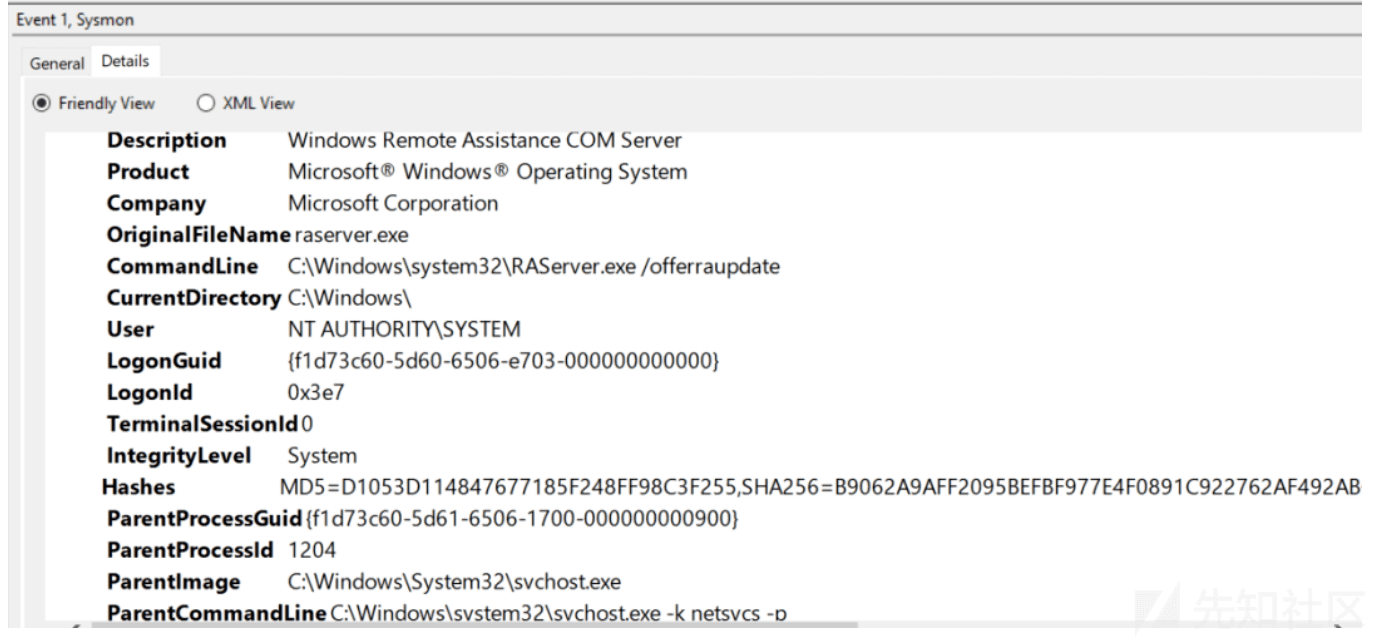 Event 1, Sysmon
General Details
Friendly View XML View
Description Windows Remote Assistance COM Server
Product Microsoft® Windows® Operating System
Company Microsoft Corporation
OriginalFileName raserver.exe
CommandLine C:\Windows\system32\RAServer.exe /offerraupdate
CurrentDirectory C:\Windows\
User NT AUTHORITY\SYSTEM
LogonGuid {f1d73c60-5d60-6506-e703-000000000000}
LogonId 0x3e7
TerminalSessionId 0
IntegrityLevel System
Hashes MD5=D1053D114847677185F248FF98C3F255,SHA256=B9062A9AFF2095BEFBF977E4F0891C922762AF492AB
ParentProcessGuid {f1d73c60-5d61-6506-1700-000000000900}
ParentProcessId 1204
ParentImage C:\Windows\System32\svchost.exe
ParentCommandLine C:\Windows\system32\svchost.exe -k netsvcs -p
先知社区